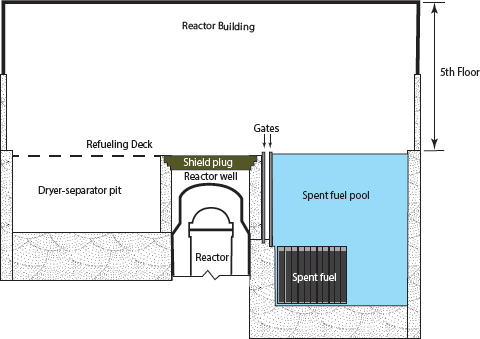 Reactor Building
5th Floor
Gates
Refueling Deck
Shield plug
Reactor well
Dryer-separator pit
Spent fuel pool
Reactor
Spent fuel